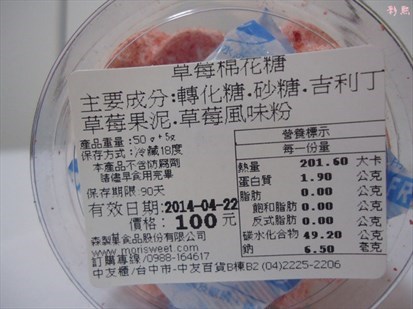 草莓棉花糖
主要成分:轉化糖.砂糖.吉利丁
草莓果泥.草莓風味粉
產品重量:50g±5g
保存方式:冷藏18度
本產品不含防腐劑
請儘早食用完畢
保存期限:90天
有效日期:2014-04-22
價格:100元
森製菓食品股份有限公司
www.morisweet.com
訂購專線/0988-164617
中友櫃/台中市-中友百貨B棟B2 (04)2225-2206
營養標示
每一份量
熱量 201.60 大卡
蛋白質 1.90 公克
脂肪 0.00 公克
飽和脂肪 0.00 公克
反式脂肪 0.00 公克
碳水化合物 49.20 公克
鈉 6.50 毫克